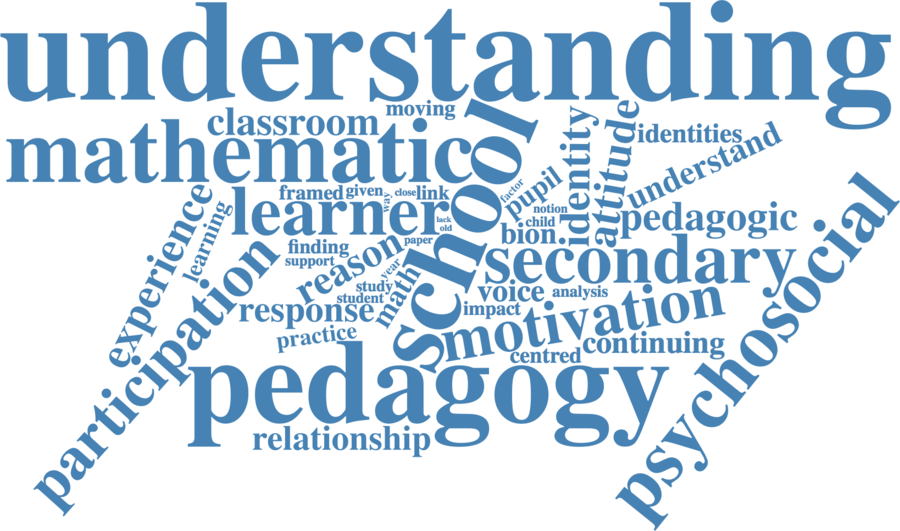 understanding
moving
classroom
mathematic
school
identity
attitude
identities
understand
framed
given
way
close
link
factor
pupil
learner
lack
old
notion
child
bion
pedagogic
experience
learning
finding
support
reason
paper
year
secondary
psychosocial
participation
study
student
math
voice
analysis
response
impact
motivation
practice
centred
continuing
pedagogy
relationship